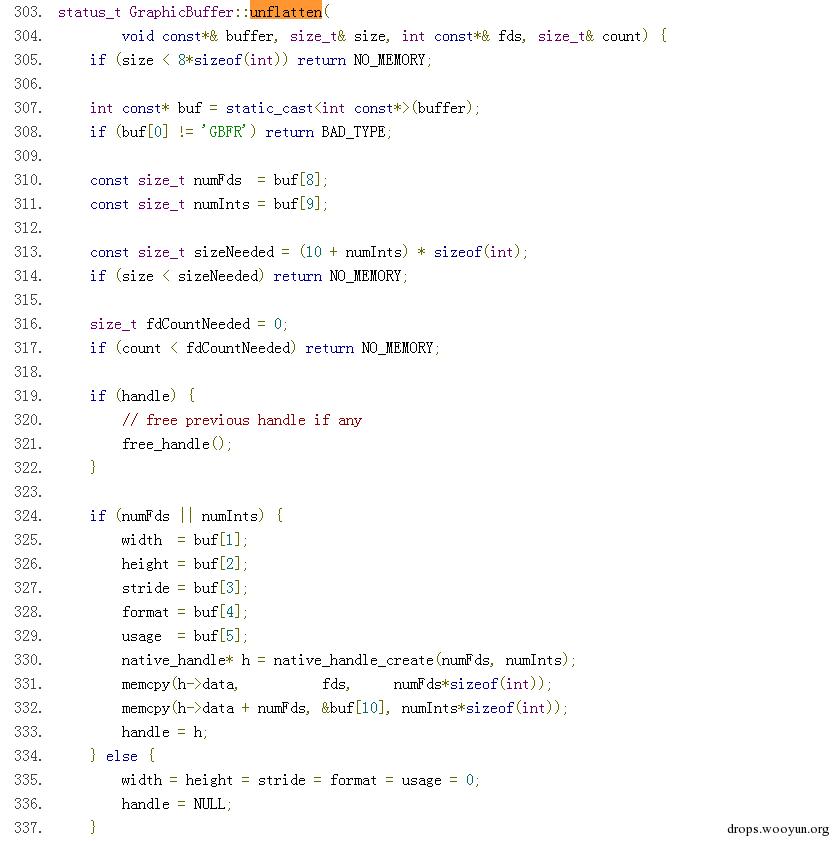 303. status_t GraphicBuffer::unflatten(
304. void const*& buffer, size_t& size, int const*& fds, size_t& count) {
305. if (size < 8*sizeof(int)) return NO_MEMORY;
306.
307. int const* buf = static_cast<int const*>(buffer);
308. if (buf[0] != 'GBFR') return BAD_TYPE;
309.
310. const size_t numFds = buf[8];
311. const size_t numInts = buf[9];
312.
313. const size_t sizeNeeded = (10 + numInts) * sizeof(int);
314. if (size < sizeNeeded) return NO_MEMORY;
315.
316. size_t fdCountNeeded = 0;
317. if (count < fdCountNeeded) return NO_MEMORY;
318.
319. if (handle) {
320. // free previous handle if any
321. free_handle();
322. }
323.
324. if (numFds || numInts) {
325. width = buf[1];
326. height = buf[2];
327. stride = buf[3];
328. format = buf[4];
329. usage = buf[5];
330. native_handle* h = native_handle_create(numFds, numInts);
331. memcpy(h->data, fds, numFds*sizeof(int));
332. memcpy(h->data + numFds, &buf[10], numInts*sizeof(int));
333. handle = h;
334. } else {
335. width = height = stride = format = usage = 0;
336. handle = NULL;
337. }
drops.wooyun.org